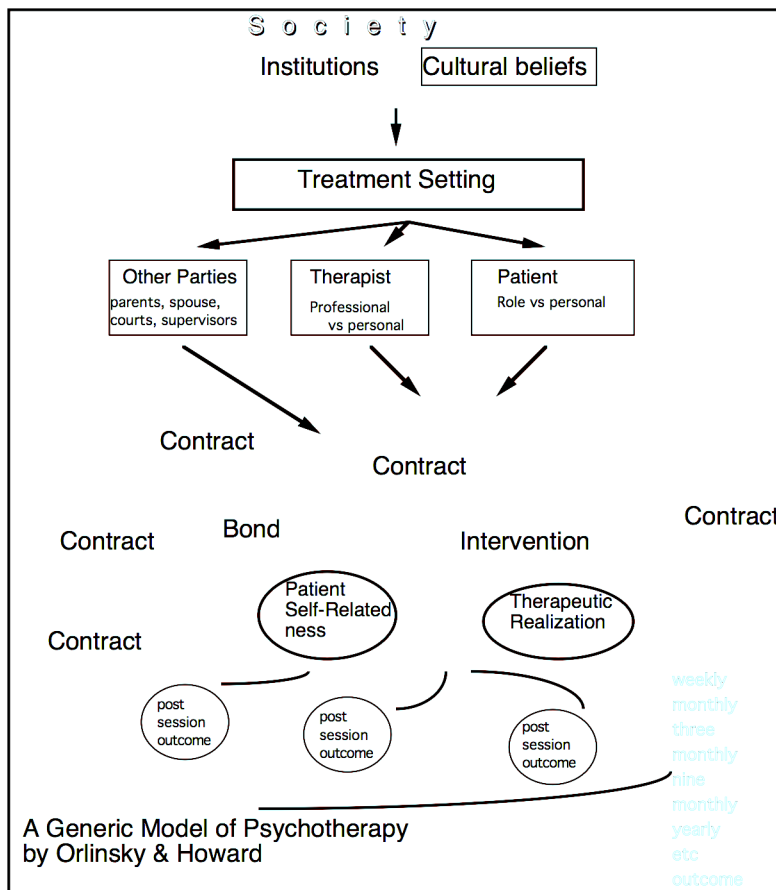 Society
Institutions
Cultural beliefs
Treatment Setting
Other Parties
parents, spouse,
courts, supervisors
Therapist
Professional
vs personal
Patient
Role vs personal
Contract
Contract
Contract
Contract
Bond
Intervention
Contract
Patient
Self-Related
ness
Therapeutic
Realization
post
session
outcome
post
session
outcome
post
session
outcome
weekly
monthly
three
monthly
nine
monthly
yearly
etc
outcome
A Generic Model of Psychotherapy
by Orlinsky & Howard